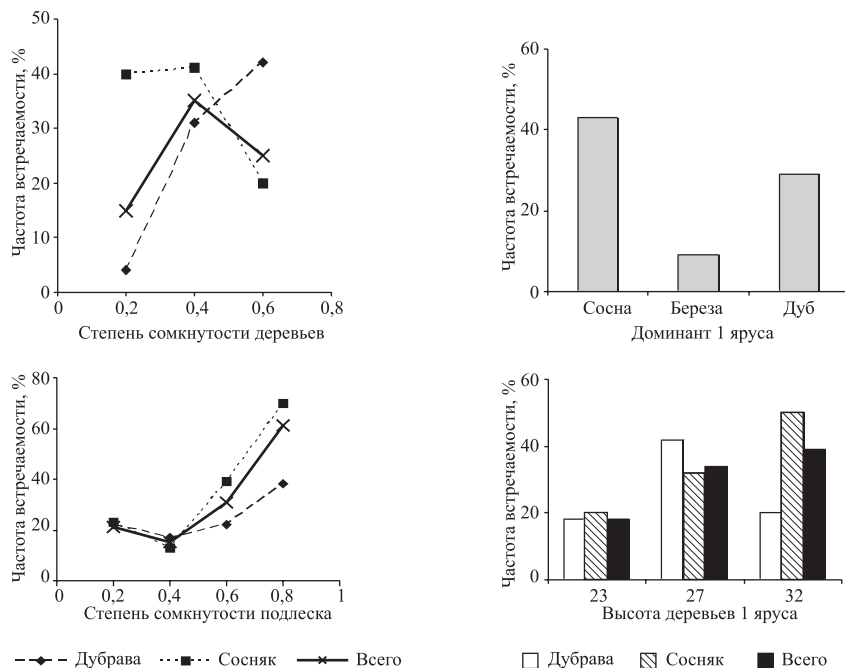 Частота встречаемости, %
50
40
30
20
10
0
0 0,2 0,4 0,6 0,8
Степень сомкнутости деревьев
Частота встречаемости, %
60
40
20
0
Сосна Береза Дуб
Доминант 1 яруса
Частота встречаемости, %
80
60
40
20
0
0 0,2 0,4 0,6 0,8 1
Степень сомкнутости подлеска
Частота встречаемости, %
60
40
20
0
23 27 32
Высота деревьев 1 яруса
Дубрава Сосняк Всего
Дубрава Сосняк Всего